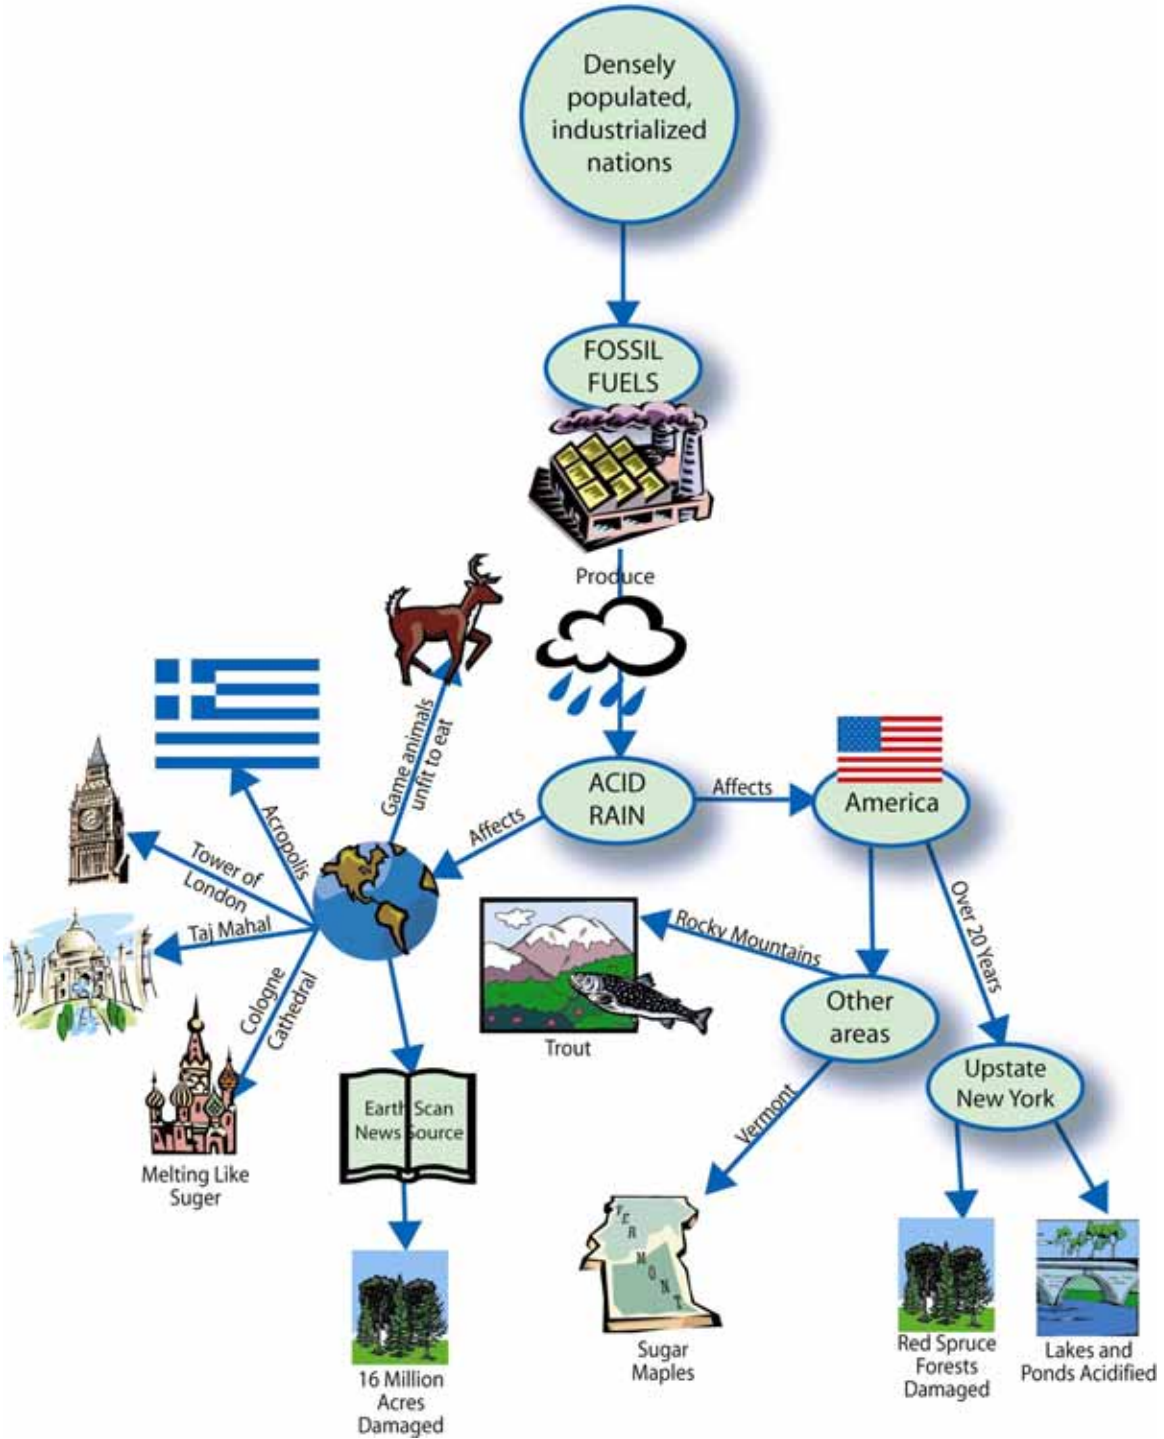 Densely
populated,
industrialized
nations
FOSSIL
FUELS
Produce
Game animals
unfit to eat
ACID
RAIN
Affects
America
Affects
Acropolis
Tower of
London
Taj Mahal
Cologne
Cathedral
Over 20 Years
Rocky Mountains
Other
areas
Trout
Upstate
New York
Earth Scan
News Source
Vermont
Melting Like
Suger
VERMONT
Sugar
Maples
Red Spruce
Forests
Damaged
Lakes and
Ponds Acidified
16 Million
Acres
Damaged